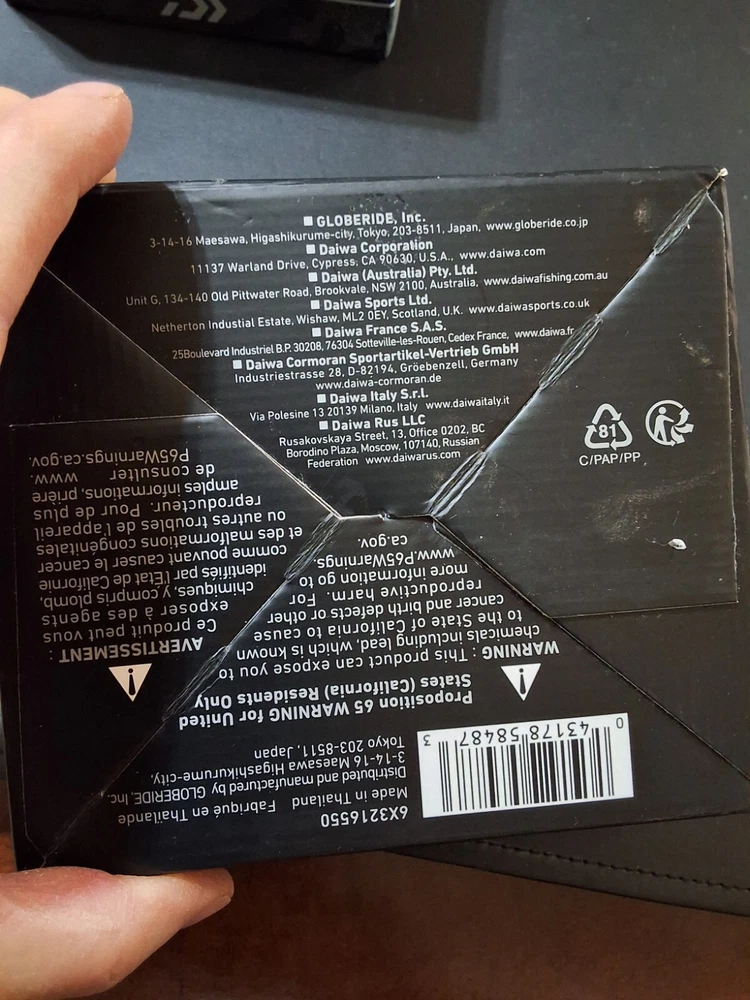 ■ GLOBERIDE, Inc.
3-14-16 Maesawa, Higashikurume-city, Tokyo, 203-8511, Japan, www.globeride.co.jp
■ Daiwa Corporation
11137 Warland Drive, Cypress, CA 90630, U.S.A., www.daiwa.com
■ Daiwa (Australia) Pty. Ltd.
Unit G, 134-140 Old Pittwater Road, Brookvale, NSW 2100, Australia, www.daiwafishing.com.au
■ Daiwa Sports Ltd.
Netherton Industial Estate, Wishaw, ML2 0EY, Scotland, U.K. www.daiwasports.co.uk
■ Daiwa France S.A.S.
25Boulevard Industriel B.P. 30208, 76304 Sotteville-les-Rouen, Cedex France, www.daiwa.fr
■ Daiwa Cormoran Sportartikel-Vertrieb GmbH
Industriestrasse 28, D-82194, Gröebenzell, Germany
www.daiwa-cormoran.de
■ Daiwa Italy S.r.l.
Via Polesine 13 20139 Milano, Italy www.daiwaitaly.it
■ Daiwa Rus LLC
Rusakovskaya Street, 13, Office 0202, BC
Borodino Plaza, Moscow, 107140, Russian
Federation www.daiwarus.com
81
C/PAP/PP
6X3216550
Made in Thailand Fabriqué en Thaïlande
Distributed and manufactured by GLOBERIDE, Inc.
3-14-16 Maesawa Higashikurume-city,
Tokyo 203-8511, Japan
0 43178 58487 3
Proposition 65 WARNING for United
States (California) Residents Only
WARNING : This product can expose you to
chemicals including lead, which is known
to the State of California to cause
cancer and birth defects or other
reproductive harm. For
more information go to
www.P65Warnings.
ca.gov.
AVERTISSEMENT :
Ce produit peut vous
exposer à des agents
chimiques, y compris plomb,
identifiés par l'État de Californie
comme pouvant causer le cancer
et des malformations congénitales
ou autres troubles de l'appareil
reproducteur. Pour de plus
amples informations, prière
de consulter www.
P65Warnings.ca.gov.